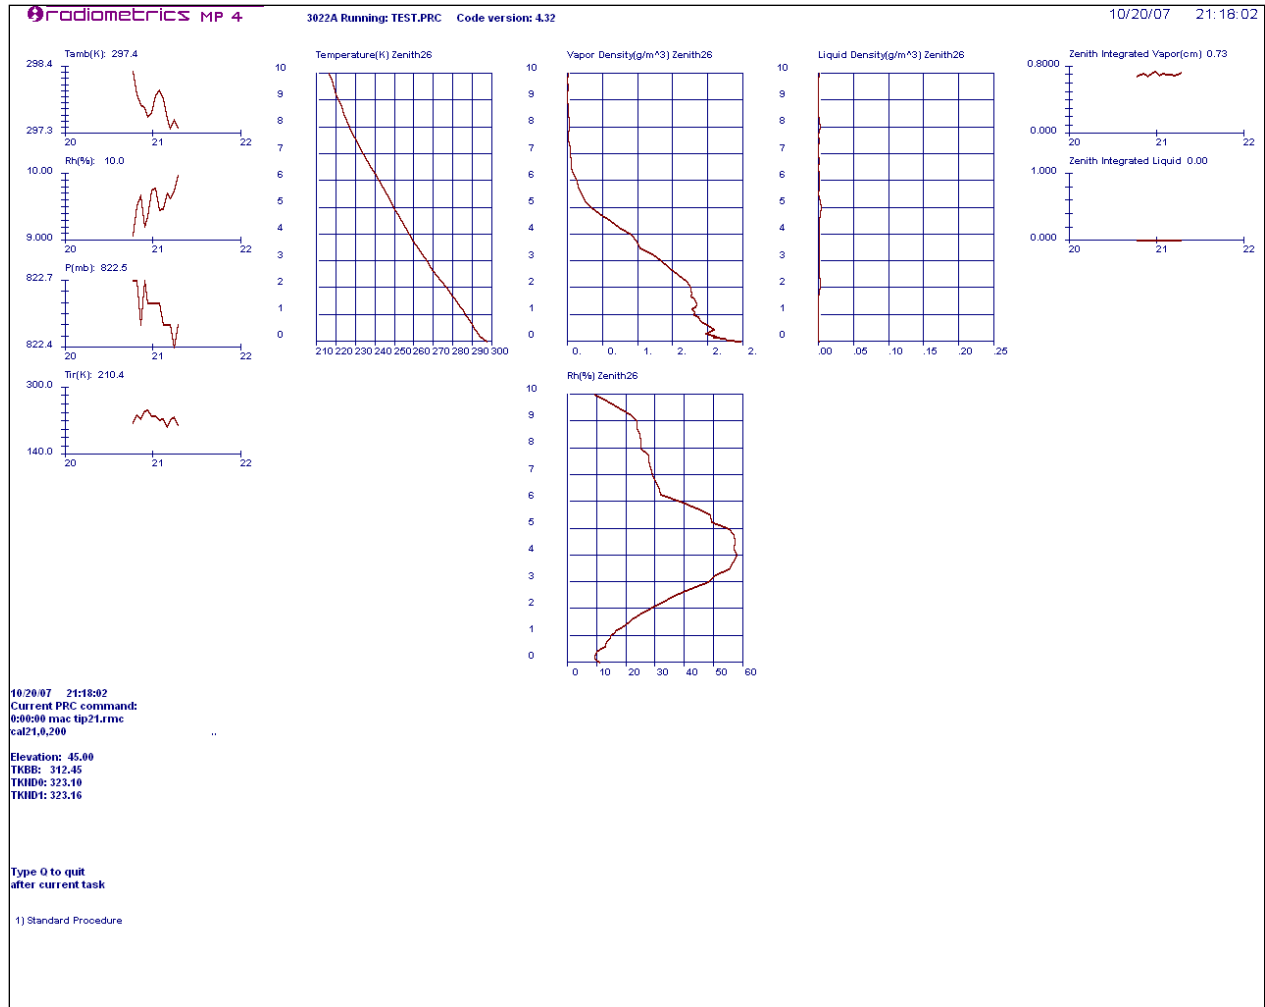 radiometrics MP 4
3022A Running: TEST.PRC Code version: 4.32
10/20/07 21:18:02
Tamb(K): 297.4
298.4
297.3
20 21 22
Rh(%): 10.0
10.00
9.000
20 21 22
P(mb): 822.5
822.7
822.4
Tir(K): 210.4
300.0
140.0
20 21 22
Temperature(K) Zenith26
10
9
8
7
6
5
4
3
2
1
0
210 220 230 240 250 260 270 280 290 300
Vapor Density(g/m^3) Zenith26
10
9
8
7
6
5
4
3
2
1
0
0. 0. 1. 2. 2. 2.
Liquid Density(g/m^3) Zenith26
10
9
8
7
6
5
4
3
2
1
0
.00 .05 .10 .15 .20 .25
Zenith Integrated Vapor(cm) 0.73
0.8000
0.000
20 21 22
Zenith Integrated Liquid 0.00
1.000
0.000
20 21 22
Rh(%) Zenith26
10
9
8
7
6
5
4
3
2
1
0
0 10 20 30 40 50 60
10/20/07 21:18:02
Current PRC command:
0:00:00 mac tip21.rmc
cal21,0,200 ..
Elevation: 45.00
TKBB: 312.45
TKND0: 323.10
TKND1: 323.16
Type Q to quit
after current task
1) Standard Procedure